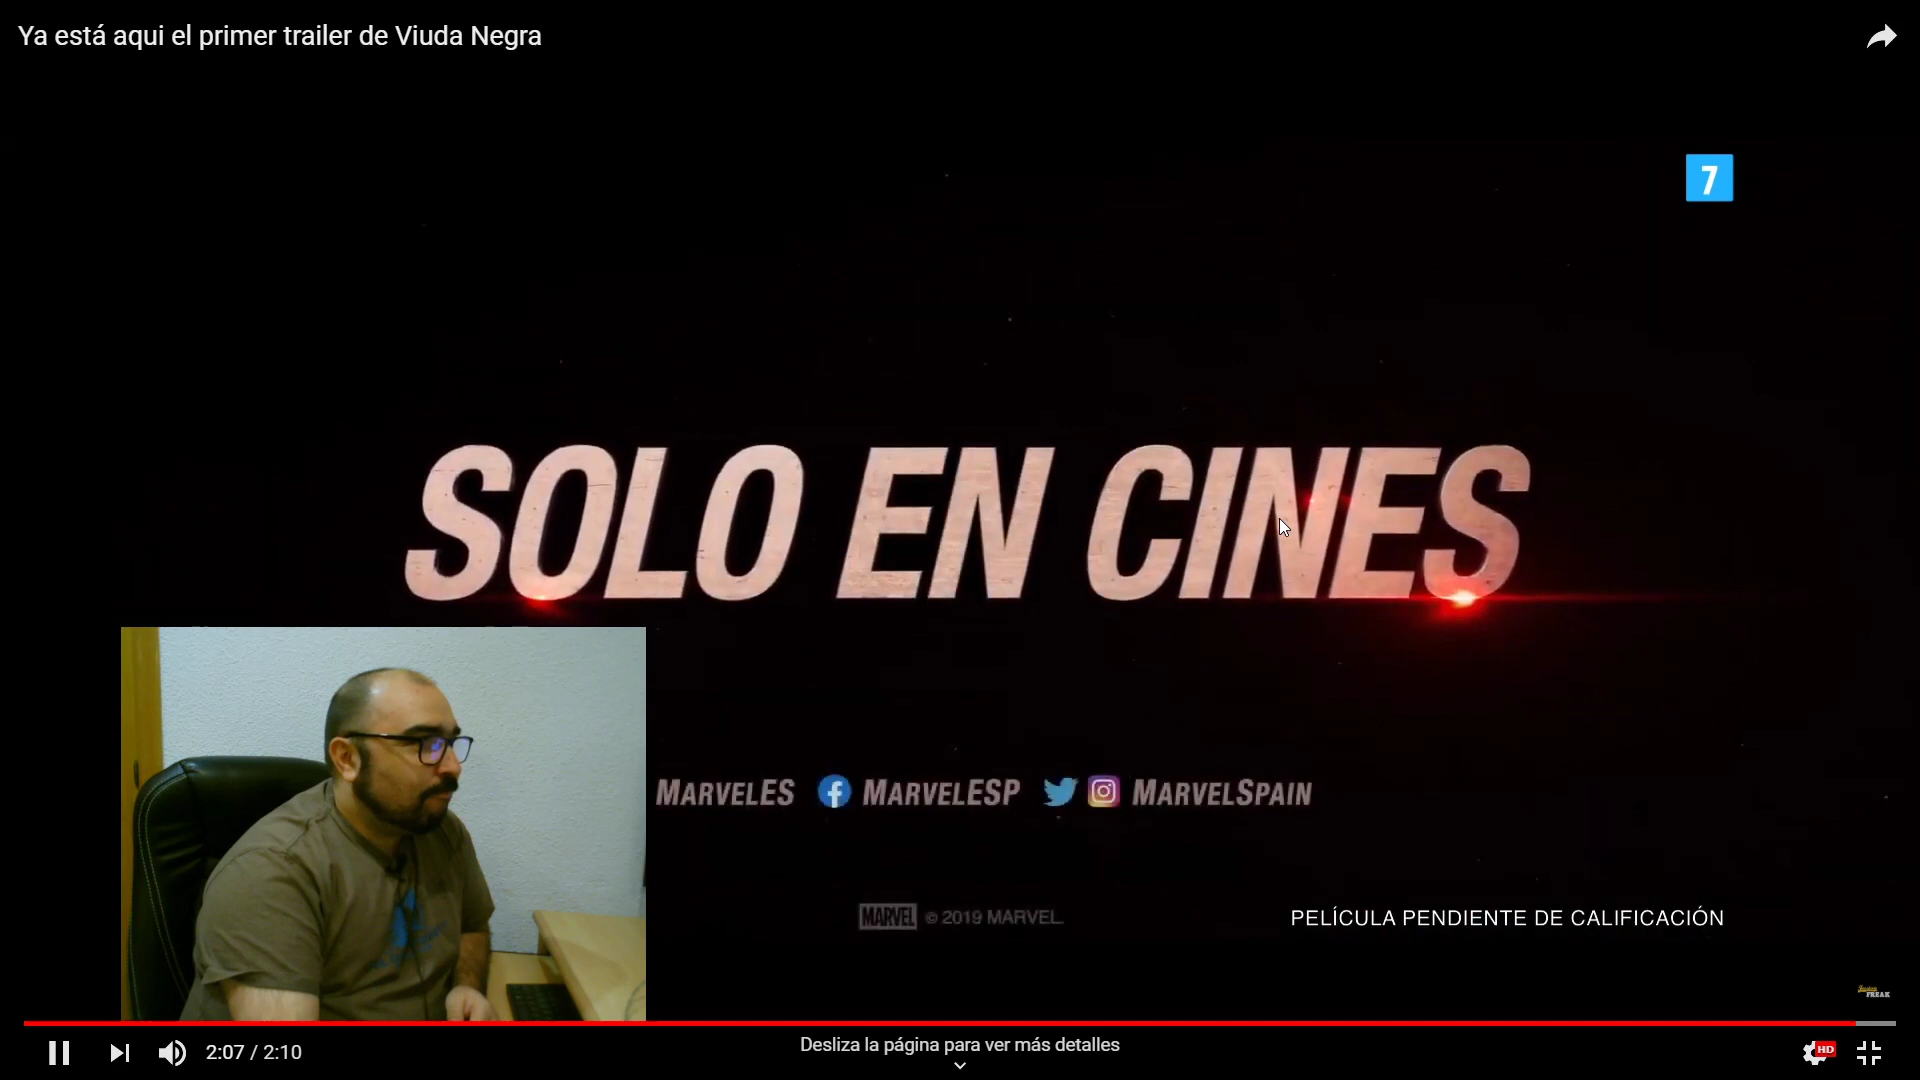 Ya está aqui el primer trailer de Viuda Negra
7
SOLO EN CINES
MARVELES MARVELESP MARVELSPAIN
MARVEL © 2019 MARVEL.
PELÍCULA PENDIENTE DE CALIFICACIÓN
FREAK
2:07 / 2:10
Desliza la página para ver más detalles
HD